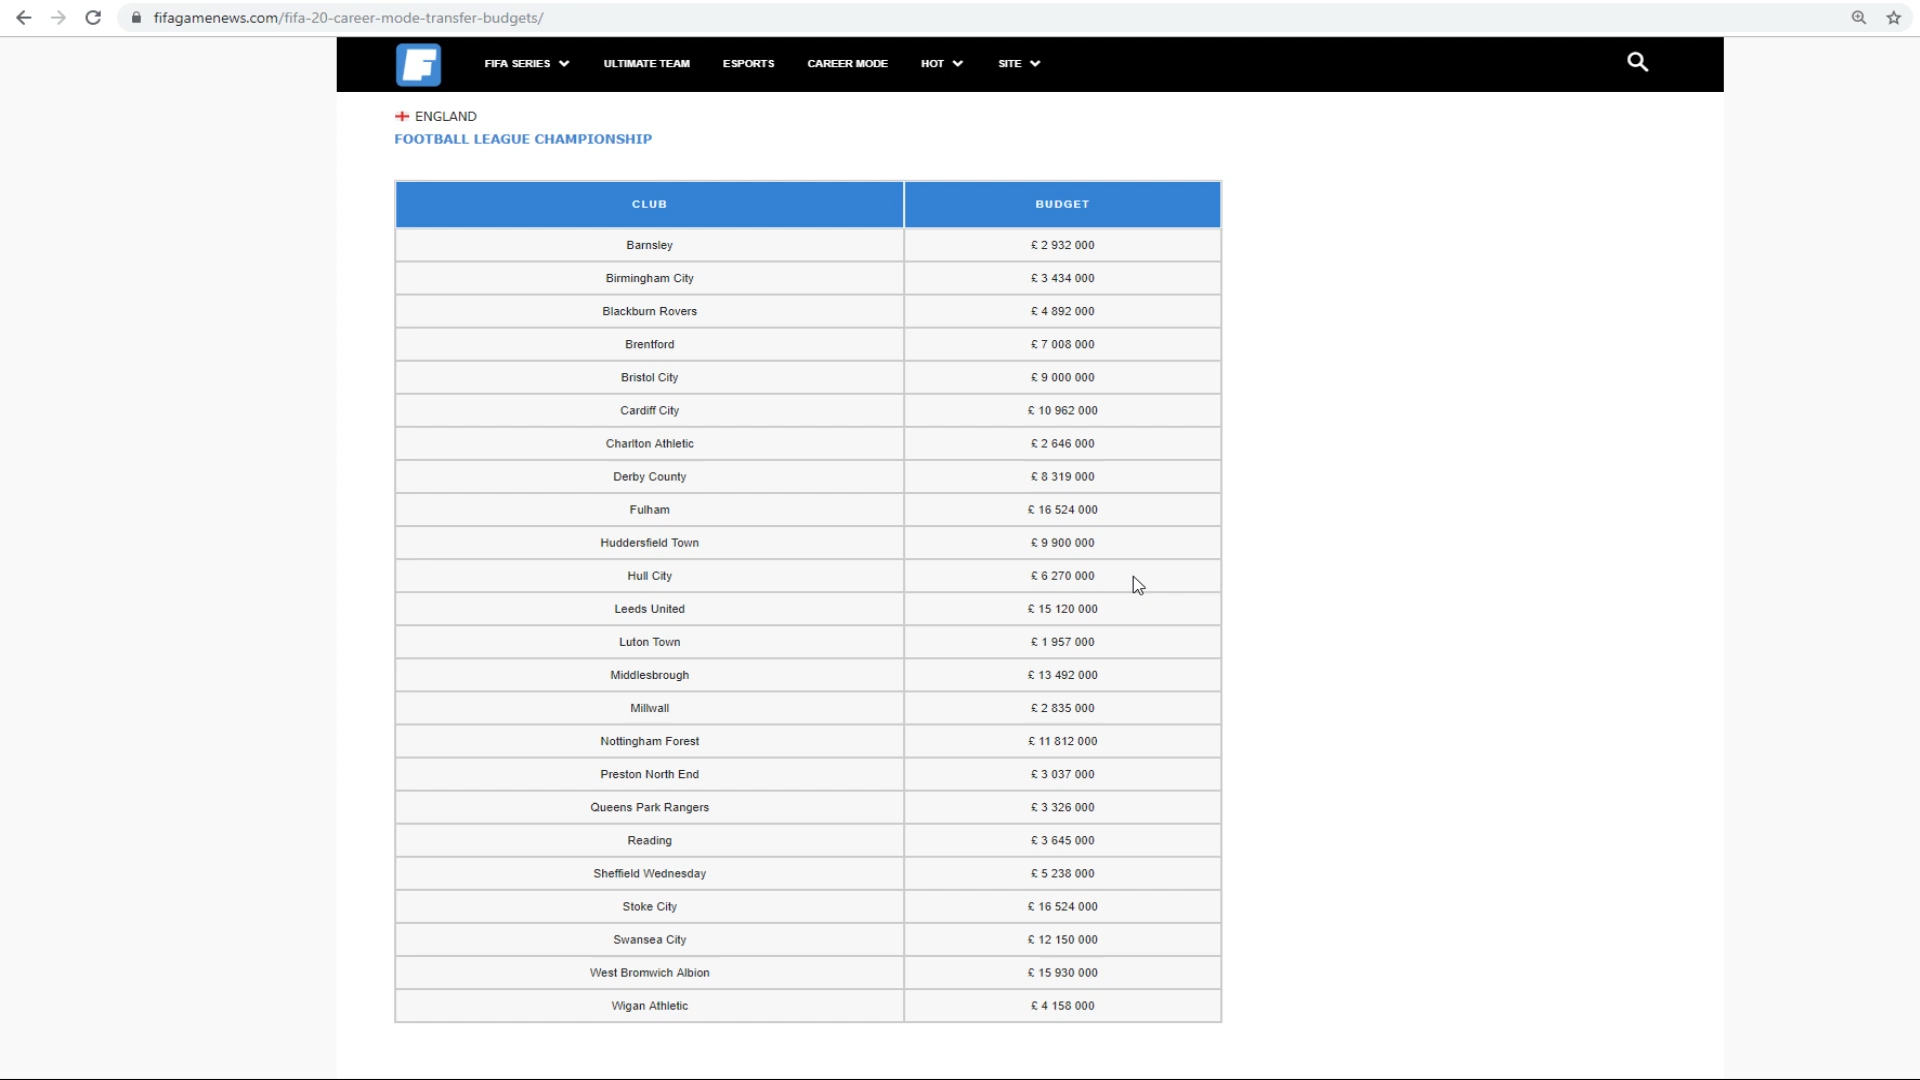 fifagamenews.com/fifa-20-career-mode-transfer-budgets/
FIFA SERIES ULTIMATE TEAM ESPORTS CAREER MODE HOT SITE
ENGLAND
FOOTBALL LEAGUE CHAMPIONSHIP
CLUB BUDGET
Barnsley £ 2 932 000
Birmingham City £ 3 434 000
Blackburn Rovers £ 4 892 000
Brentford £ 7 008 000
Bristol City £ 9 000 000
Cardiff City £ 10 962 000
Charlton Athletic £ 2 646 000
Derby County £ 8 319 000
Fulham £ 16 524 000
Huddersfield Town £ 9 900 000
Hull City £ 6 270 000
Leeds United £ 15 120 000
Luton Town £ 1 957 000
Middlesbrough £ 13 492 000
Millwall £ 2 835 000
Nottingham Forest £ 11 812 000
Preston North End £ 3 037 000
Queens Park Rangers £ 3 326 000
Reading £ 3 645 000
Sheffield Wednesday £ 5 238 000
Stoke City £ 16 524 000
Swansea City £ 12 150 000
West Bromwich Albion £ 15 930 000
Wigan Athletic £ 4 158 000